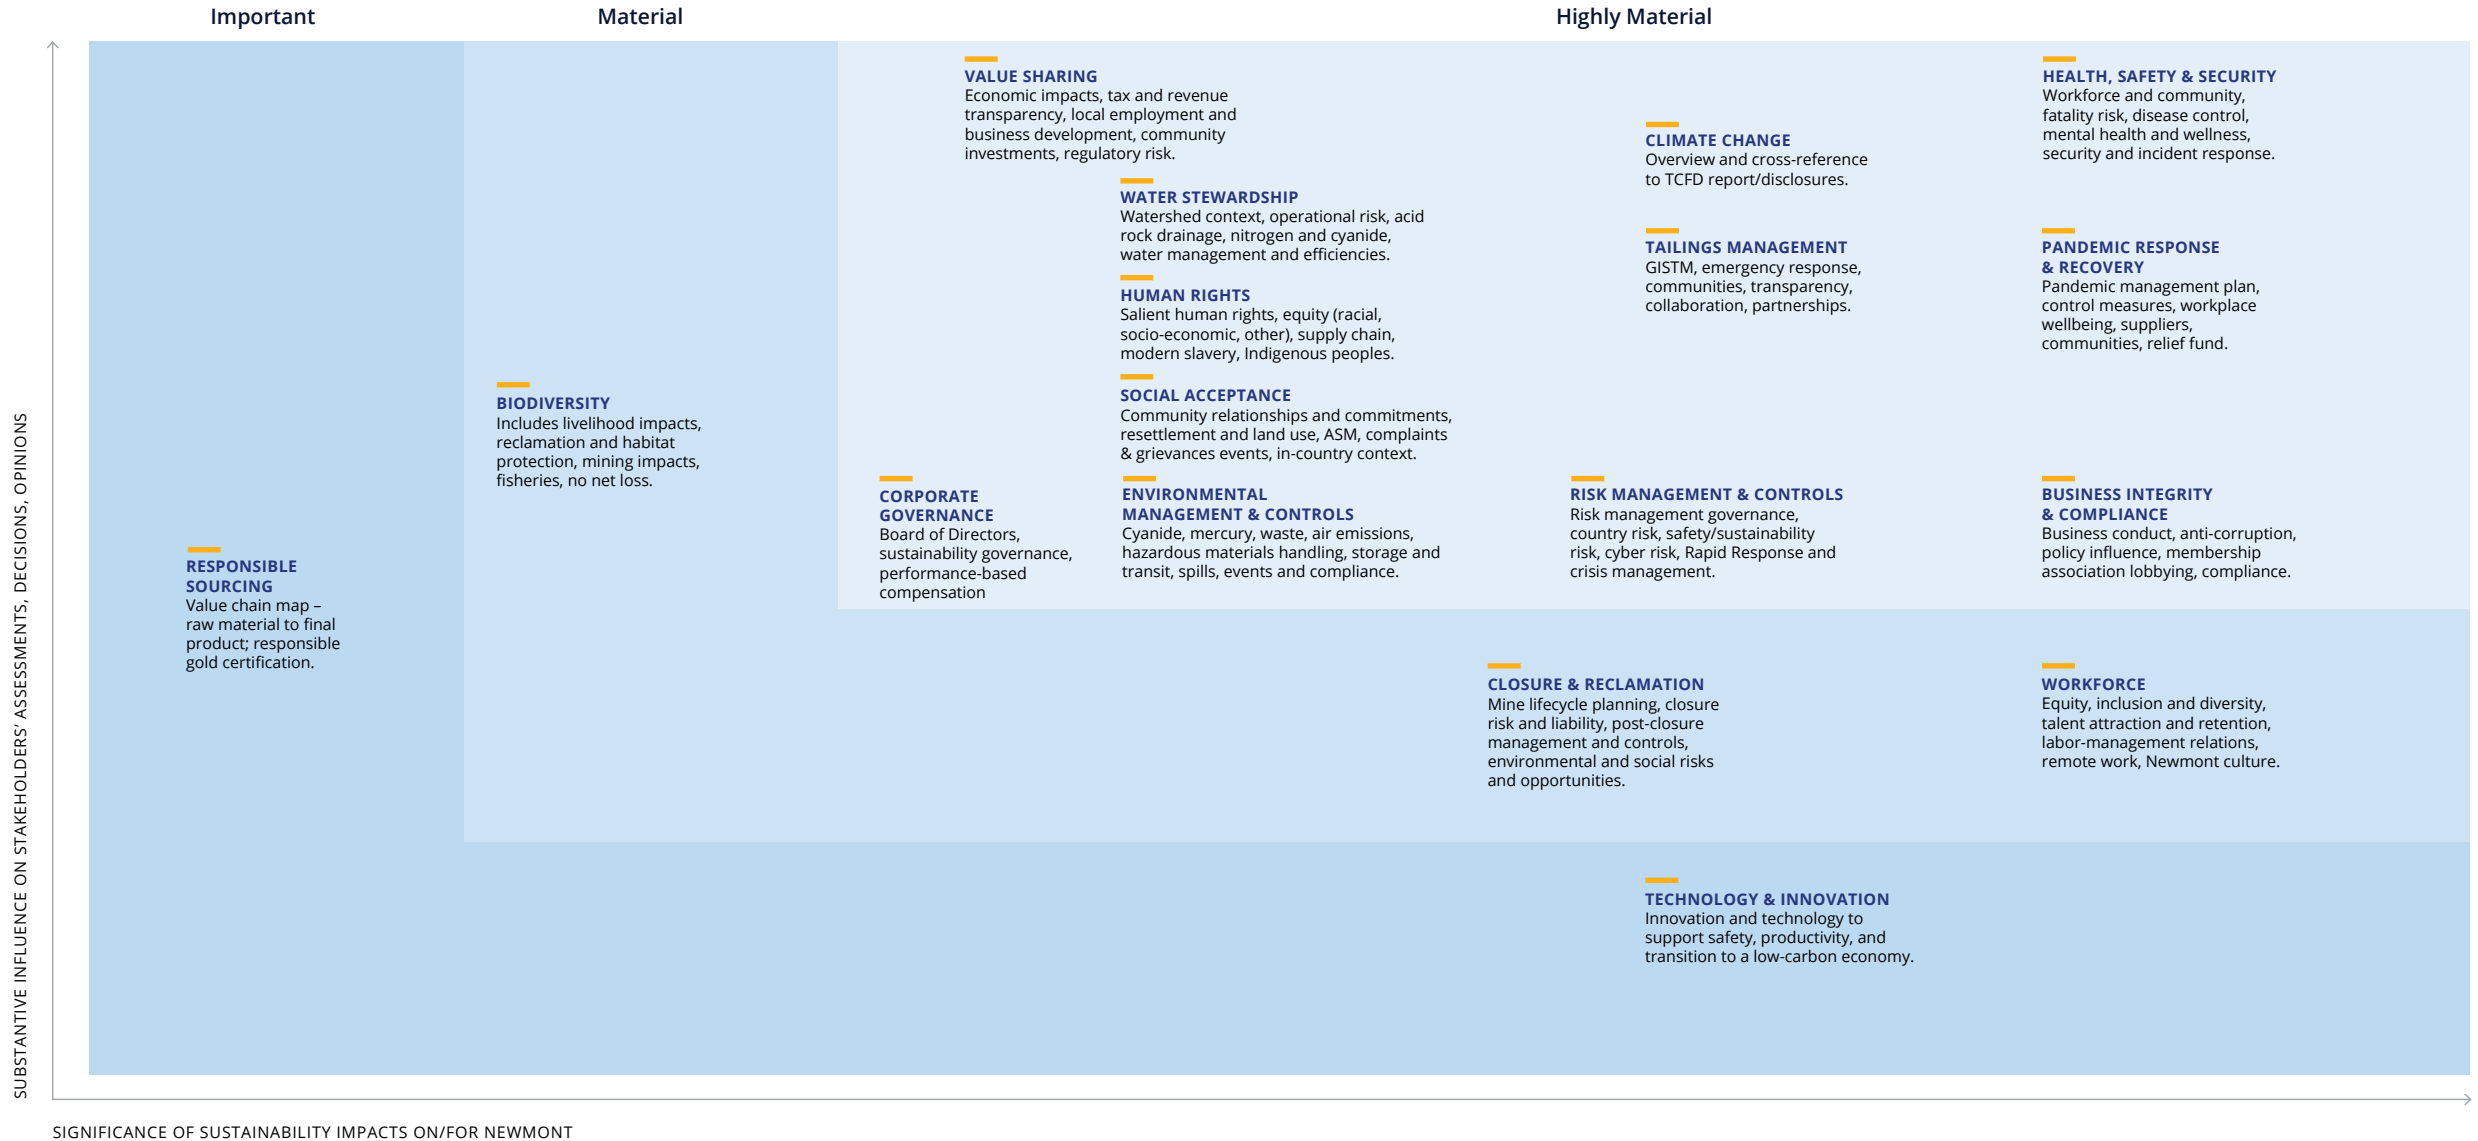 Important
Material
Highly Material
SUBSTANTIVE INFLUENCE ON STAKEHOLDERS' ASSESSMENTS, DECISIONS, OPINIONS
RESPONSIBLE
SOURCING
Value chain map –
raw material to final
product; responsible
gold certification.
BIODIVERSITY
Includes livelihood impacts,
reclamation and habitat
protection, mining impacts,
fisheries, no net loss.
VALUE SHARING
Economic impacts, tax and revenue
transparency, local employment and
business development, community
investments, regulatory risk.
WATER STEWARDSHIP
Watershed context, operational risk, acid
rock drainage, nitrogen and cyanide,
water management and efficiencies.
HUMAN RIGHTS
Salient human rights, equity (racial,
socio-economic, other), supply chain,
modern slavery, Indigenous peoples.
SOCIAL ACCEPTANCE
Community relationships and commitments,
resettlement and land use, ASM, complaints
& grievances events, in-country context.
CORPORATE
GOVERNANCE
Board of Directors,
sustainability governance,
performance-based
compensation
ENVIRONMENTAL
MANAGEMENT & CONTROLS
Cyanide, mercury, waste, air emissions,
hazardous materials handling, storage and
transit, spills, events and compliance.
CLIMATE CHANGE
Overview and cross-reference
to TCFD report/disclosures.
TAILINGS MANAGEMENT
GISTM, emergency response,
communities, transparency,
collaboration, partnerships.
RISK MANAGEMENT & CONTROLS
Risk management governance,
country risk, safety/sustainability
risk, cyber risk, Rapid Response and
crisis management.
HEALTH, SAFETY & SECURITY
Workforce and community,
fatality risk, disease control,
mental health and wellness,
security and incident response.
PANDEMIC RESPONSE
& RECOVERY
Pandemic management plan,
control measures, workplace
wellbeing, suppliers,
communities, relief fund.
BUSINESS INTEGRITY
& COMPLIANCE
Business conduct, anti-corruption,
policy influence, membership
association lobbying, compliance.
CLOSURE & RECLAMATION
Mine lifecycle planning, closure
risk and liability, post-closure
management and controls,
environmental and social risks
and opportunities.
WORKFORCE
Equity, inclusion and diversity,
talent attraction and retention,
labor-management relations,
remote work, Newmont culture.
TECHNOLOGY & INNOVATION
Innovation and technology to
support safety, productivity, and
transition to a low-carbon economy.
SIGNIFICANCE OF SUSTAINABILITY IMPACTS ON/FOR NEWMONT